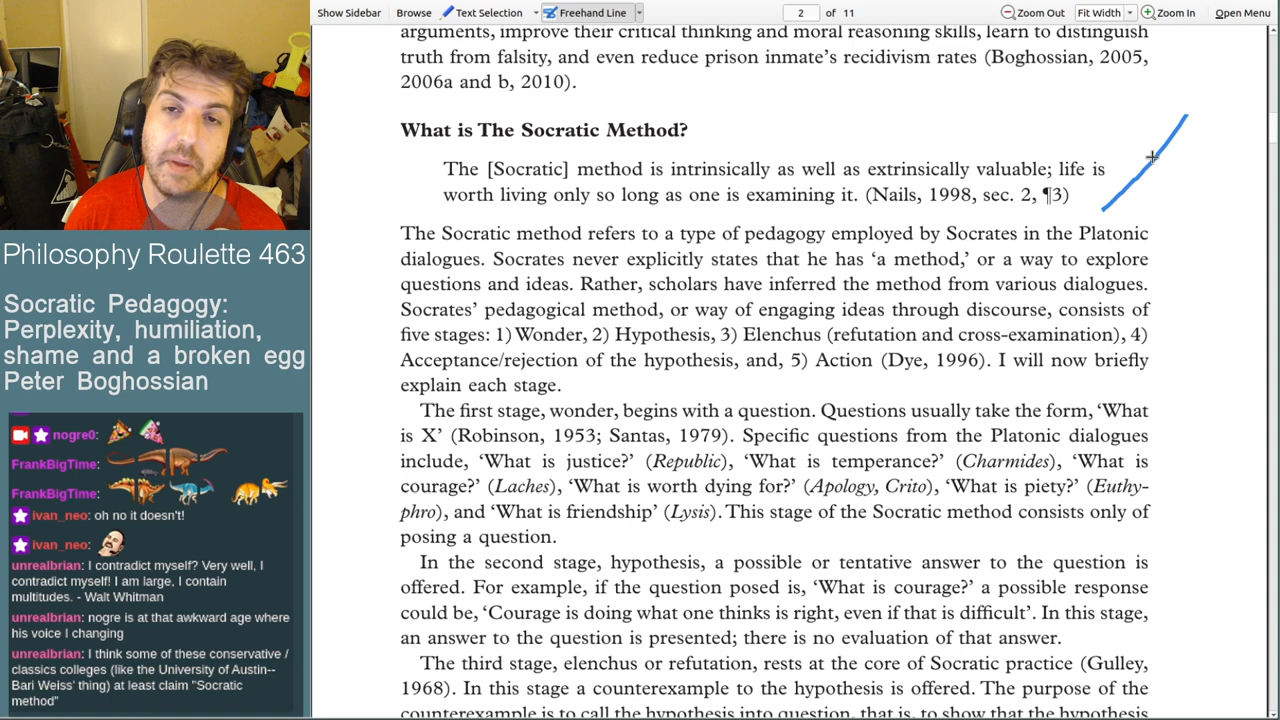 Show Sidebar Browse Text Selection Freehand Line 2 of 11 Zoom Out Fit Width Zoom In Open Menu
arguments, improve their critical thinking and moral reasoning skills, learn to distinguish
truth from falsity, and even reduce prison inmate's recidivism rates (Boghossian, 2005,
2006a and b, 2010).
What is The Socratic Method?
The [Socratic] method is intrinsically as well as extrinsically valuable; life is
worth living only so long as one is examining it. (Nails, 1998, sec. 2, ¶3)
The Socratic method refers to a type of pedagogy employed by Socrates in the Platonic
dialogues. Socrates never explicitly states that he has 'a method,' or a way to explore
questions and ideas. Rather, scholars have inferred the method from various dialogues.
Socrates' pedagogical method, or way of engaging ideas through discourse, consists of
five stages: 1) Wonder, 2) Hypothesis, 3) Elenchus (refutation and cross-examination), 4)
Acceptance/rejection of the hypothesis, and, 5) Action (Dye, 1996). I will now briefly
explain each stage.
The first stage, wonder, begins with a question. Questions usually take the form, 'What
is X' (Robinson, 1953; Santas, 1979). Specific questions from the Platonic dialogues
include, 'What is justice?' (Republic), 'What is temperance?' (Charmides), 'What is
courage?' (Laches), 'What is worth dying for?' (Apology, Crito), 'What is piety?' (Euthy-
phro), and 'What is friendship' (Lysis). This stage of the Socratic method consists only of
posing a question.
In the second stage, hypothesis, a possible or tentative answer to the question is
offered. For example, if the question posed is, 'What is courage?' a possible response
could be, 'Courage is doing what one thinks is right, even if that is difficult'. In this stage,
an answer to the question is presented; there is no evaluation of that answer.
The third stage, elenchus or refutation, rests at the core of Socratic practice (Gulley,
1968). In this stage a counterexample to the hypothesis is offered. The purpose of the
counterexample is to call the hypothesis into question, that is, to show that the hypothesis
Philosophy Roulette 463
Socratic Pedagogy:
Perplexity, humiliation,
shame and a broken egg
Peter Boghossian
nogre0:
FrankBigTime:
FrankBigTime:
ivan_neo: oh no it doesn't!
ivan_neo:
unrealbrian: I contradict myself? Very well, I
contradict myself! I am large, I contain
multitudes. - Walt Whitman
unrealbrian: nogre is at that awkward age where
his voice I changing
unrealbrian: I think some of these conservative /
classics colleges (like the University of Austin--
Bari Weiss' thing) at least claim "Socratic
method"